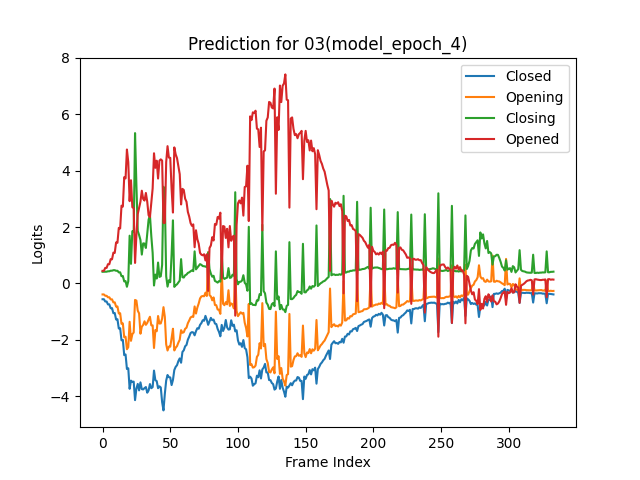 Prediction for 03(model_epoch_4)
8
6
4
2
0
−2
−4
Logits
Closed
Opening
Closing
Opened
0 50 100 150 200 250 300
Frame Index